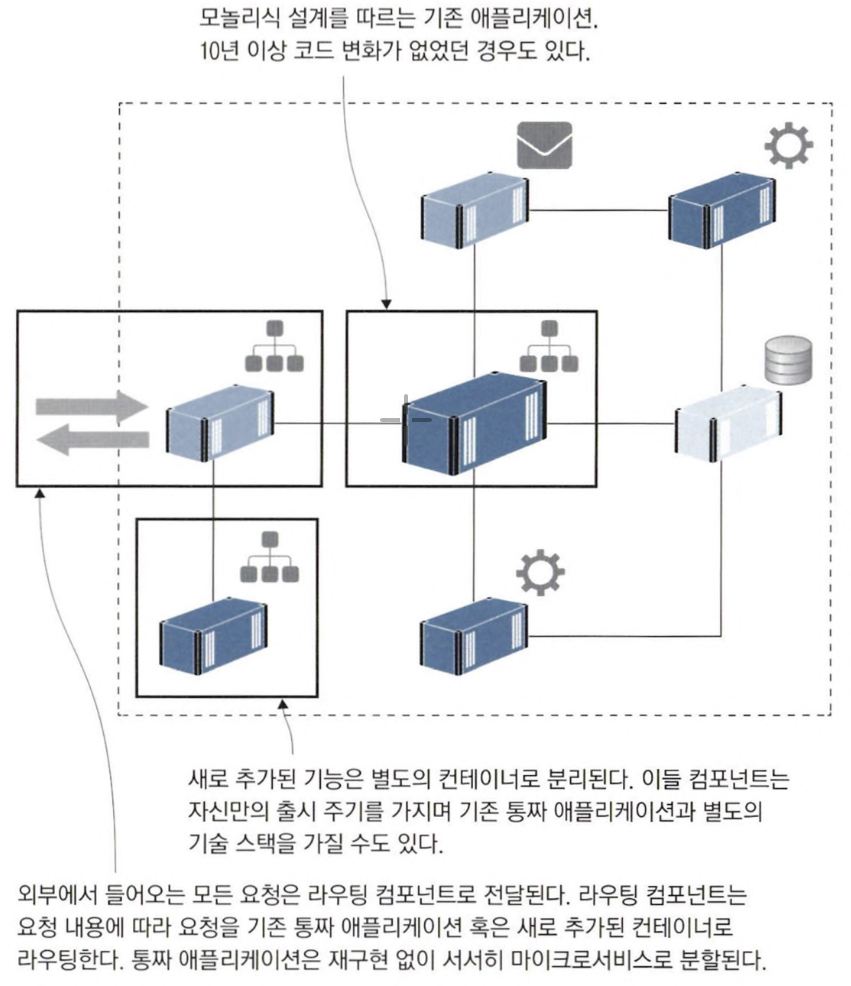 모놀리식 설계를 따르는 기존 애플리케이션.
10년 이상 코드 변화가 없었던 경우도 있다.
새로 추가된 기능은 별도의 컨테이너로 분리된다. 이들 컴포넌트는
자신만의 출시 주기를 가지며 기존 통짜 애플리케이션과 별도의
기술 스택을 가질 수도 있다.
외부에서 들어오는 모든 요청은 라우팅 컴포넌트로 전달된다. 라우팅 컴포넌트는
요청 내용에 따라 요청을 기존 통짜 애플리케이션 혹은 새로 추가된 컨테이너로
라우팅한다. 통짜 애플리케이션은 재구현 없이 서서히 마이크로서비스로 분할된다.